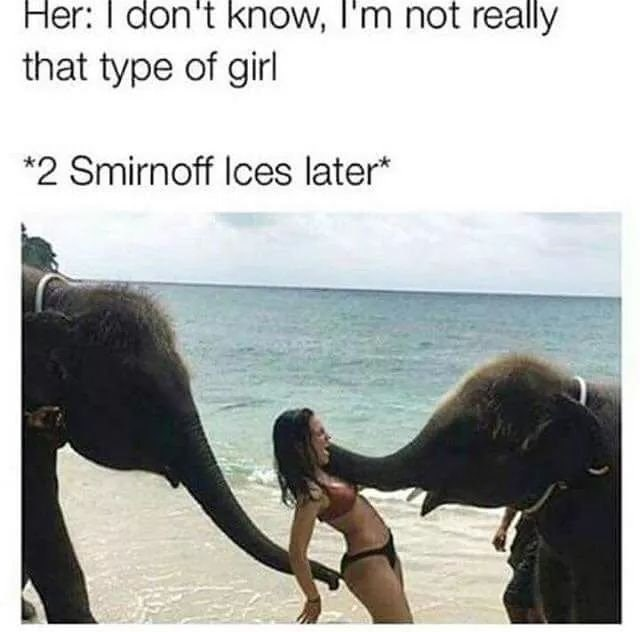 Her: I don't know, I'm not really
that type of girl
*2 Smirnoff Ices later*